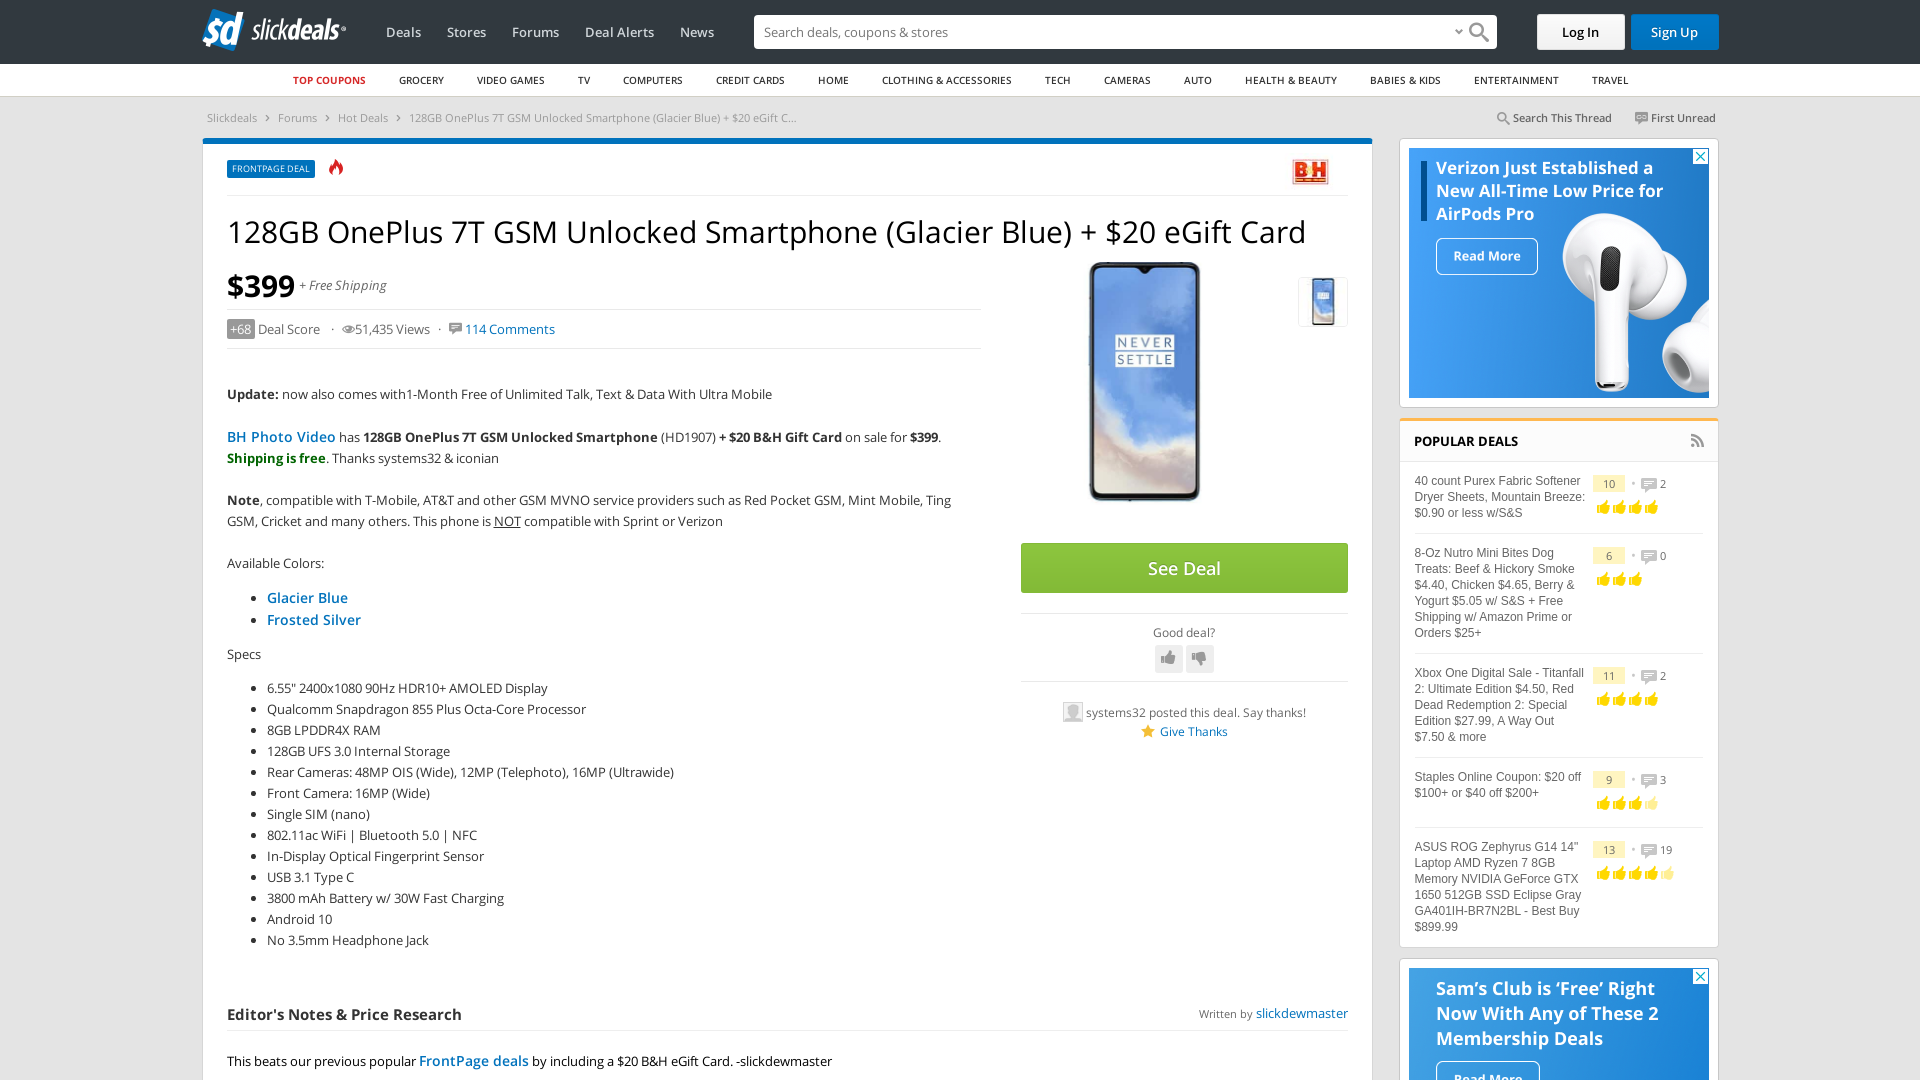 sd slickdeals
Deals Stores Forums Deal Alerts News
Search deals, coupons & stores
Log In Sign Up
TOP COUPONS GROCERY VIDEO GAMES TV COMPUTERS CREDIT CARDS HOME CLOTHING & ACCESSORIES TECH CAMERAS AUTO HEALTH & BEAUTY BABIES & KIDS ENTERTAINMENT TRAVEL
Slickdeals › Forums › Hot Deals › 128GB OnePlus 7T GSM Unlocked Smartphone (Glacier Blue) + $20 eGift C...
Search This Thread First Unread
FRONTPAGE DEAL
B&H
128GB OnePlus 7T GSM Unlocked Smartphone (Glacier Blue) + $20 eGift Card
$399 + Free Shipping
+68 Deal Score · 51,435 Views · 114 Comments
Update: now also comes with1-Month Free of Unlimited Talk, Text & Data With Ultra Mobile
BH Photo Video has 128GB OnePlus 7T GSM Unlocked Smartphone (HD1907) + $20 B&H Gift Card on sale for $399.
Shipping is free. Thanks systems32 & iconian
Note, compatible with T-Mobile, AT&T and other GSM MVNO service providers such as Red Pocket GSM, Mint Mobile, Ting
GSM, Cricket and many others. This phone is NOT compatible with Sprint or Verizon
Available Colors:
• Glacier Blue
• Frosted Silver
Specs
• 6.55" 2400x1080 90Hz HDR10+ AMOLED Display
• Qualcomm Snapdragon 855 Plus Octa-Core Processor
• 8GB LPDDR4X RAM
• 128GB UFS 3.0 Internal Storage
• Rear Cameras: 48MP OIS (Wide), 12MP (Telephoto), 16MP (Ultrawide)
• Front Camera: 16MP (Wide)
• Single SIM (nano)
• 802.11ac WiFi | Bluetooth 5.0 | NFC
• In-Display Optical Fingerprint Sensor
• USB 3.1 Type C
• 3800 mAh Battery w/ 30W Fast Charging
• Android 10
• No 3.5mm Headphone Jack
NEVER
SETTLE
See Deal
Good deal?
systems32 posted this deal. Say thanks!
Give Thanks
Editor's Notes & Price Research
Written by slickdewmaster
This beats our previous popular FrontPage deals by including a $20 B&H eGift Card. -slickdewmaster
Verizon Just Established a
New All-Time Low Price for
AirPods Pro
Read More
POPULAR DEALS
40 count Purex Fabric Softener
Dryer Sheets, Mountain Breeze:
$0.90 or less w/S&S
10 • 2
8-Oz Nutro Mini Bites Dog
Treats: Beef & Hickory Smoke
$4.40, Chicken $4.65, Berry &
Yogurt $5.05 w/ S&S + Free
Shipping w/ Amazon Prime or
Orders $25+
6 • 0
Xbox One Digital Sale - Titanfall
2: Ultimate Edition $4.50, Red
Dead Redemption 2: Special
Edition $27.99, A Way Out
$7.50 & more
11 • 2
Staples Online Coupon: $20 off
$100+ or $40 off $200+
9 • 3
ASUS ROG Zephyrus G14 14"
Laptop AMD Ryzen 7 8GB
Memory NVIDIA GeForce GTX
1650 512GB SSD Eclipse Gray
GA401IH-BR7N2BL - Best Buy
$899.99
13 • 19
Sam's Club is 'Free' Right
Now With Any of These 2
Membership Deals
Read More